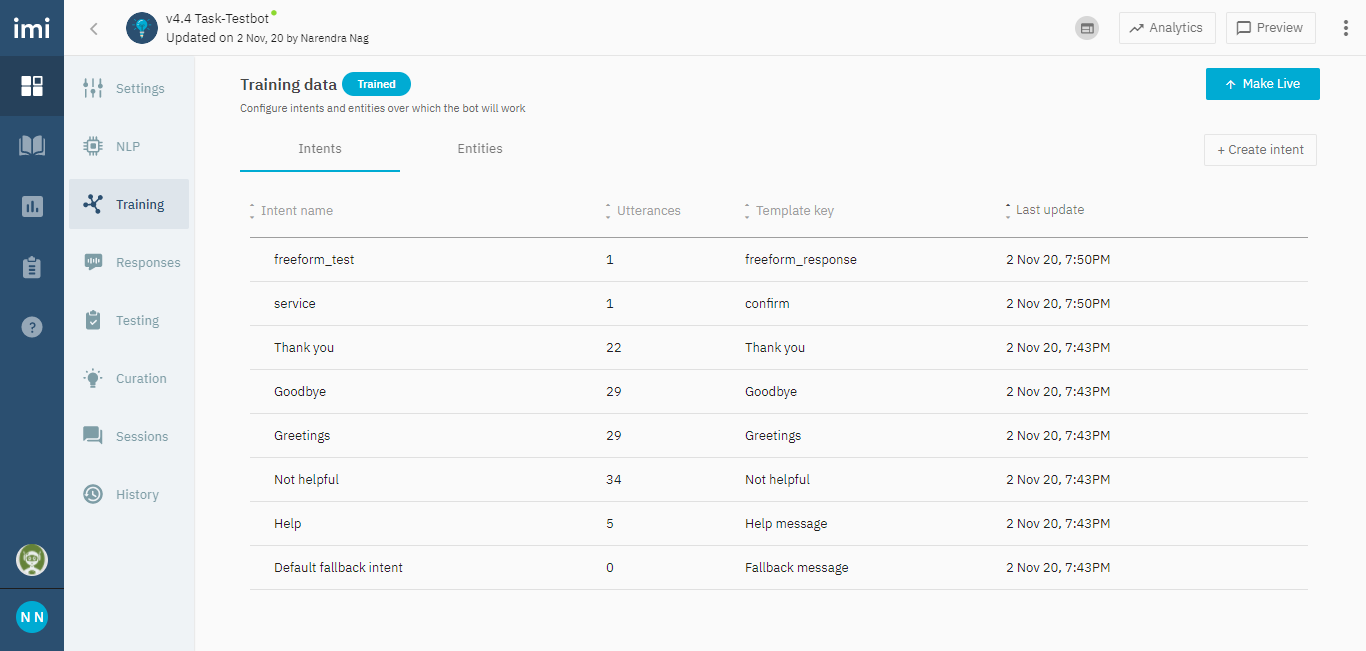 imi
v4.4 Task-Testbot
Updated on 2 Nov, 20 by Narendra Nag
Analytics
Preview
Settings
NLP
Training
Responses
Testing
Curation
Sessions
History
?
N N
Training data Trained
Make Live
Configure intents and entities over which the bot will work
Intents Entities
+ Create intent
Intent name Utterances Template key Last update
freeform_test 1 freeform_response 2 Nov 20, 7:50PM
service 1 confirm 2 Nov 20, 7:50PM
Thank you 22 Thank you 2 Nov 20, 7:43PM
Goodbye 29 Goodbye 2 Nov 20, 7:43PM
Greetings 29 Greetings 2 Nov 20, 7:43PM
Not helpful 34 Not helpful 2 Nov 20, 7:43PM
Help 5 Help message 2 Nov 20, 7:43PM
Default fallback intent 0 Fallback message 2 Nov 20, 7:43PM